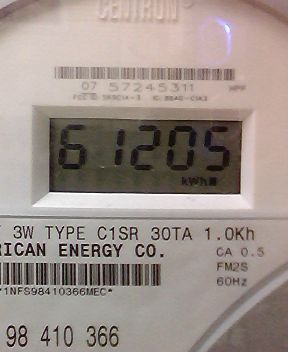 CENTRON®
07 57245311
61205
kWh
3W TYPE C1SR 30TA 1.0Kh
RICAN ENERGY CO.
CA 0.5
FM2S
60Hz
*1NFS98410366MEC*
98 410 366